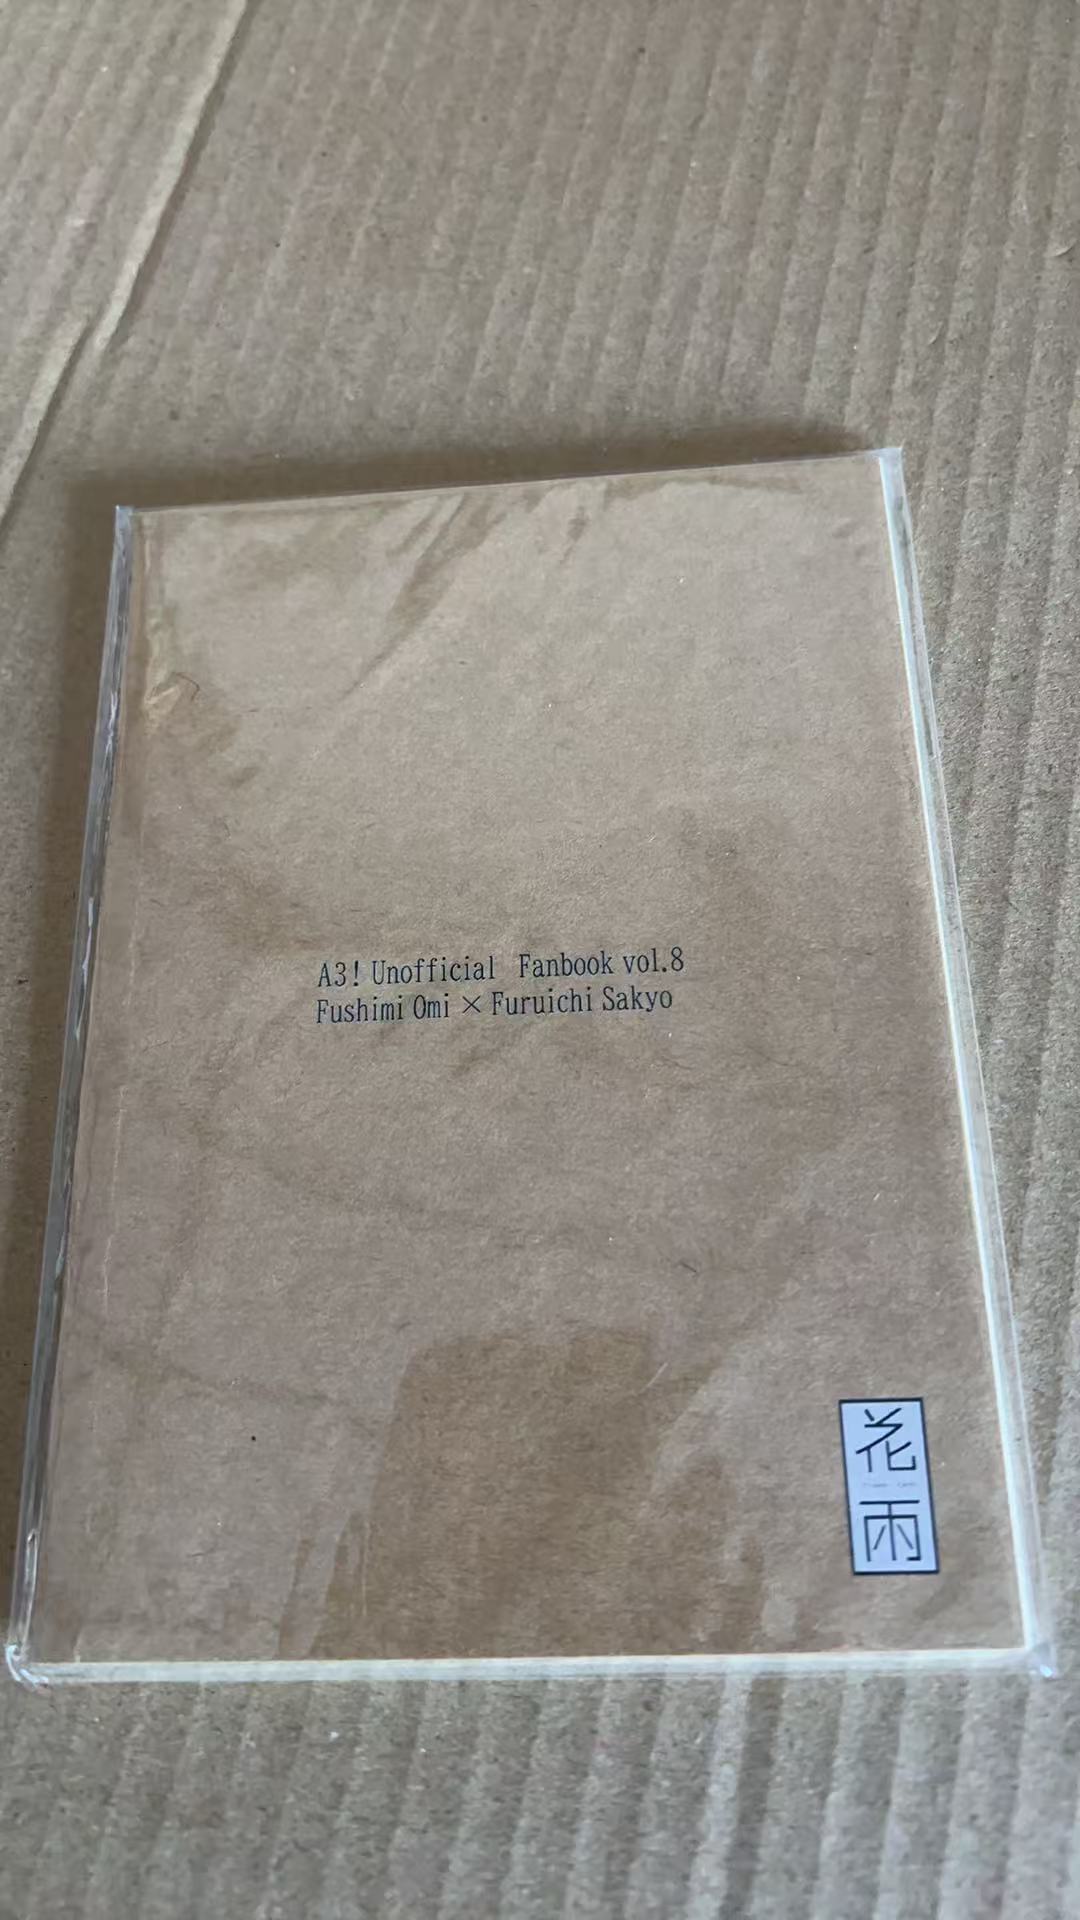 A3! Unofficial Fanbook vol.8
Fushimi Omi × Furuichi Sakyo
花
雨